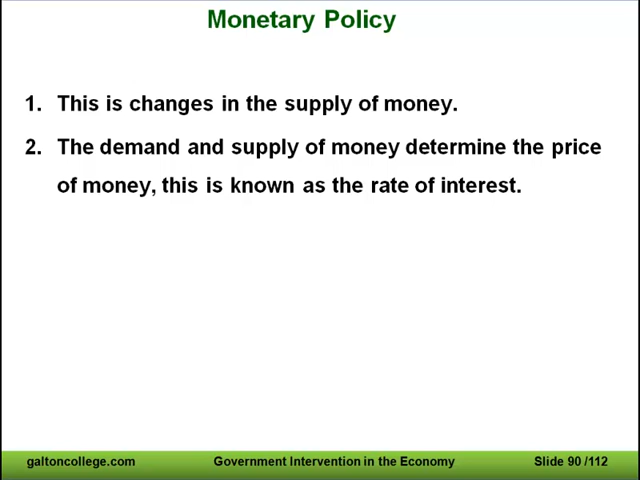 Monetary Policy
1. This is changes in the supply of money.
2. The demand and supply of money determine the price
of money, this is known as the rate of interest.
galtoncollege.com Government Intervention in the Economy Slide 90 /112